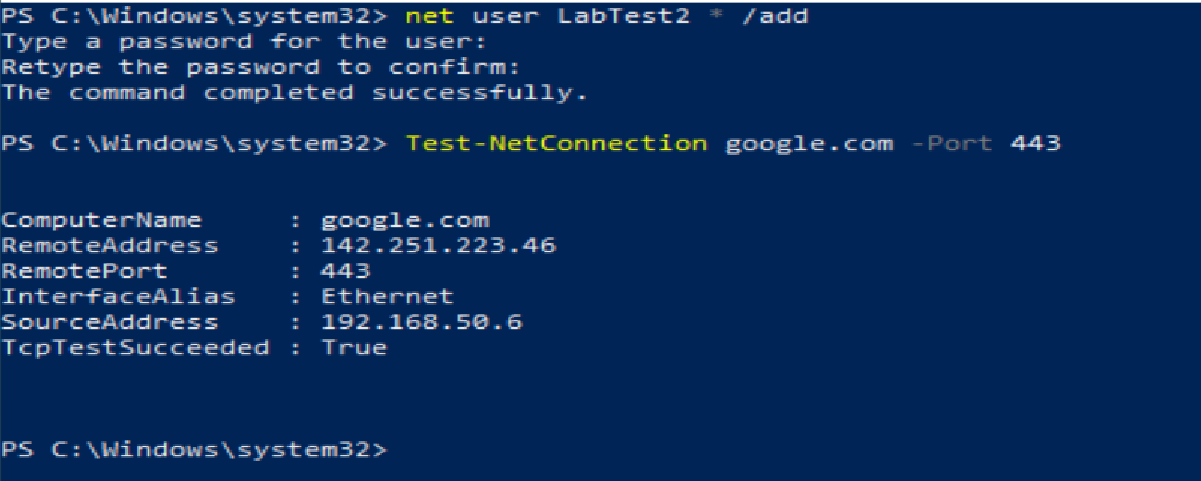 PS C:\Windows\system32> net user LabTest2 * /add
Type a password for the user:
Retype the password to confirm:
The command completed successfully.
PS C:\Windows\system32> Test-NetConnection google.com -Port 443
ComputerName     : google.com
RemoteAddress    : 142.251.223.46
RemotePort       : 443
InterfaceAlias   : Ethernet
SourceAddress    : 192.168.50.6
TcpTestSucceeded : True
PS C:\Windows\system32>